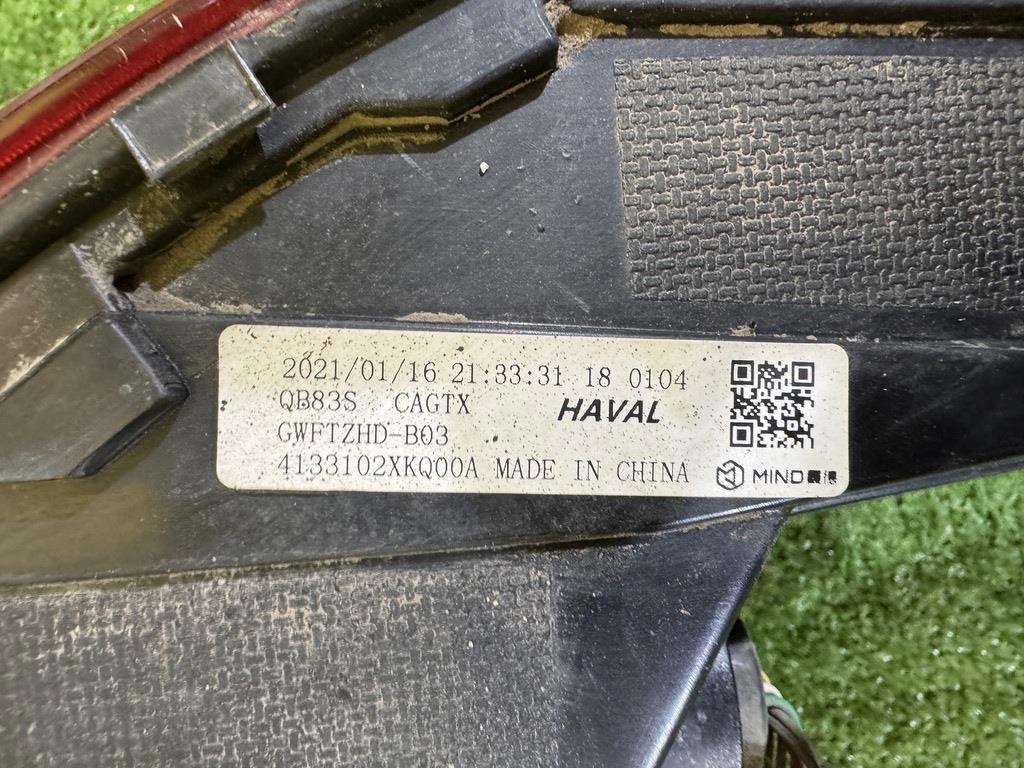 2021/01/16 21:33:31 18 0104
QB83S CAGTX HAVAL
GWFTZHD-B03
4133102XKQ00A MADE IN CHINA
MIND